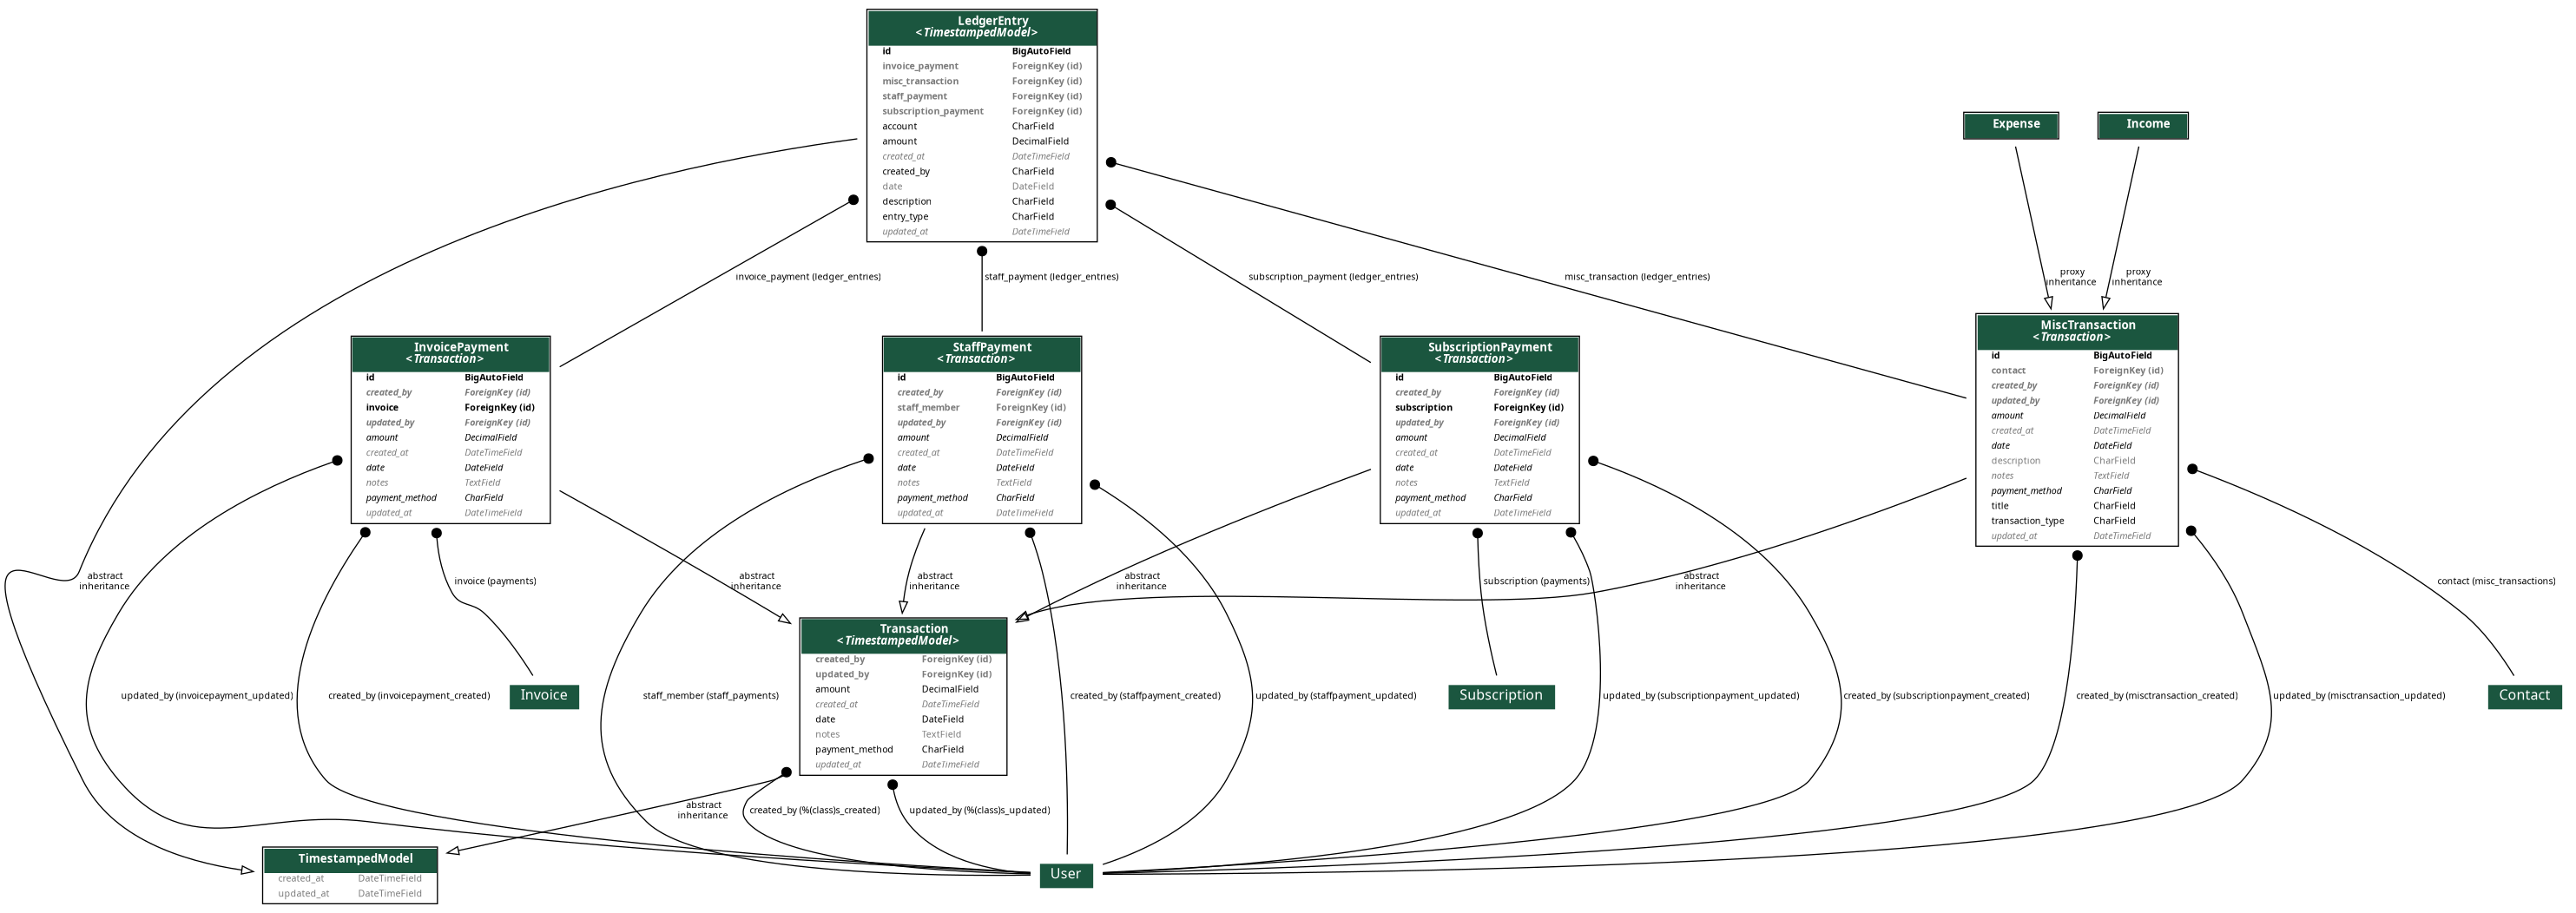 LedgerEntry
<TimestampedModel>
id BigAutoField
invoice_payment ForeignKey (id)
misc_transaction ForeignKey (id)
staff_payment ForeignKey (id)
subscription_payment ForeignKey (id)
account CharField
amount DecimalField
created_at DateTimeField
created_by CharField
date DateField
description CharField
entry_type CharField
updated_at DateTimeField
Expense
Income
invoice_payment (ledger_entries)
staff_payment (ledger_entries)
subscription_payment (ledger_entries)
misc_transaction (ledger_entries)
proxy
inheritance
proxy
inheritance
InvoicePayment
<Transaction>
id BigAutoField
created_by ForeignKey (id)
invoice ForeignKey (id)
updated_by ForeignKey (id)
amount DecimalField
created_at DateTimeField
date DateField
notes TextField
payment_method CharField
updated_at DateTimeField
StaffPayment
<Transaction>
id BigAutoField
created_by ForeignKey (id)
staff_member ForeignKey (id)
updated_by ForeignKey (id)
amount DecimalField
created_at DateTimeField
date DateField
notes TextField
payment_method CharField
updated_at DateTimeField
SubscriptionPayment
<Transaction>
id BigAutoField
created_by ForeignKey (id)
subscription ForeignKey (id)
updated_by ForeignKey (id)
amount DecimalField
created_at DateTimeField
date DateField
notes TextField
payment_method CharField
updated_at DateTimeField
MiscTransaction
<Transaction>
id BigAutoField
contact ForeignKey (id)
created_by ForeignKey (id)
updated_by ForeignKey (id)
amount DecimalField
created_at DateTimeField
date DateField
description CharField
notes TextField
payment_method CharField
title CharField
transaction_type CharField
updated_at DateTimeField
abstract
inheritance
invoice (payments)
abstract
inheritance
abstract
inheritance
abstract
inheritance
subscription (payments)
abstract
inheritance
contact (misc_transactions)
Transaction
<TimestampedModel>
created_by ForeignKey (id)
updated_by ForeignKey (id)
amount DecimalField
created_at DateTimeField
date DateField
notes TextField
payment_method CharField
updated_at DateTimeField
updated_by (invoicepayment_updated)
created_by (invoicepayment_created)
Invoice
staff_member (staff_payments)
created_by (staffpayment_created)
updated_by (staffpayment_updated)
Subscription
updated_by (subscriptionpayment_updated)
created_by (subscriptionpayment_created)
created_by (misctransaction_created)
updated_by (misctransaction_updated)
Contact
abstract
inheritance
created_by (%(class)s_created)
updated_by (%(class)s_updated)
TimestampedModel
created_at DateTimeField
updated_at DateTimeField
User